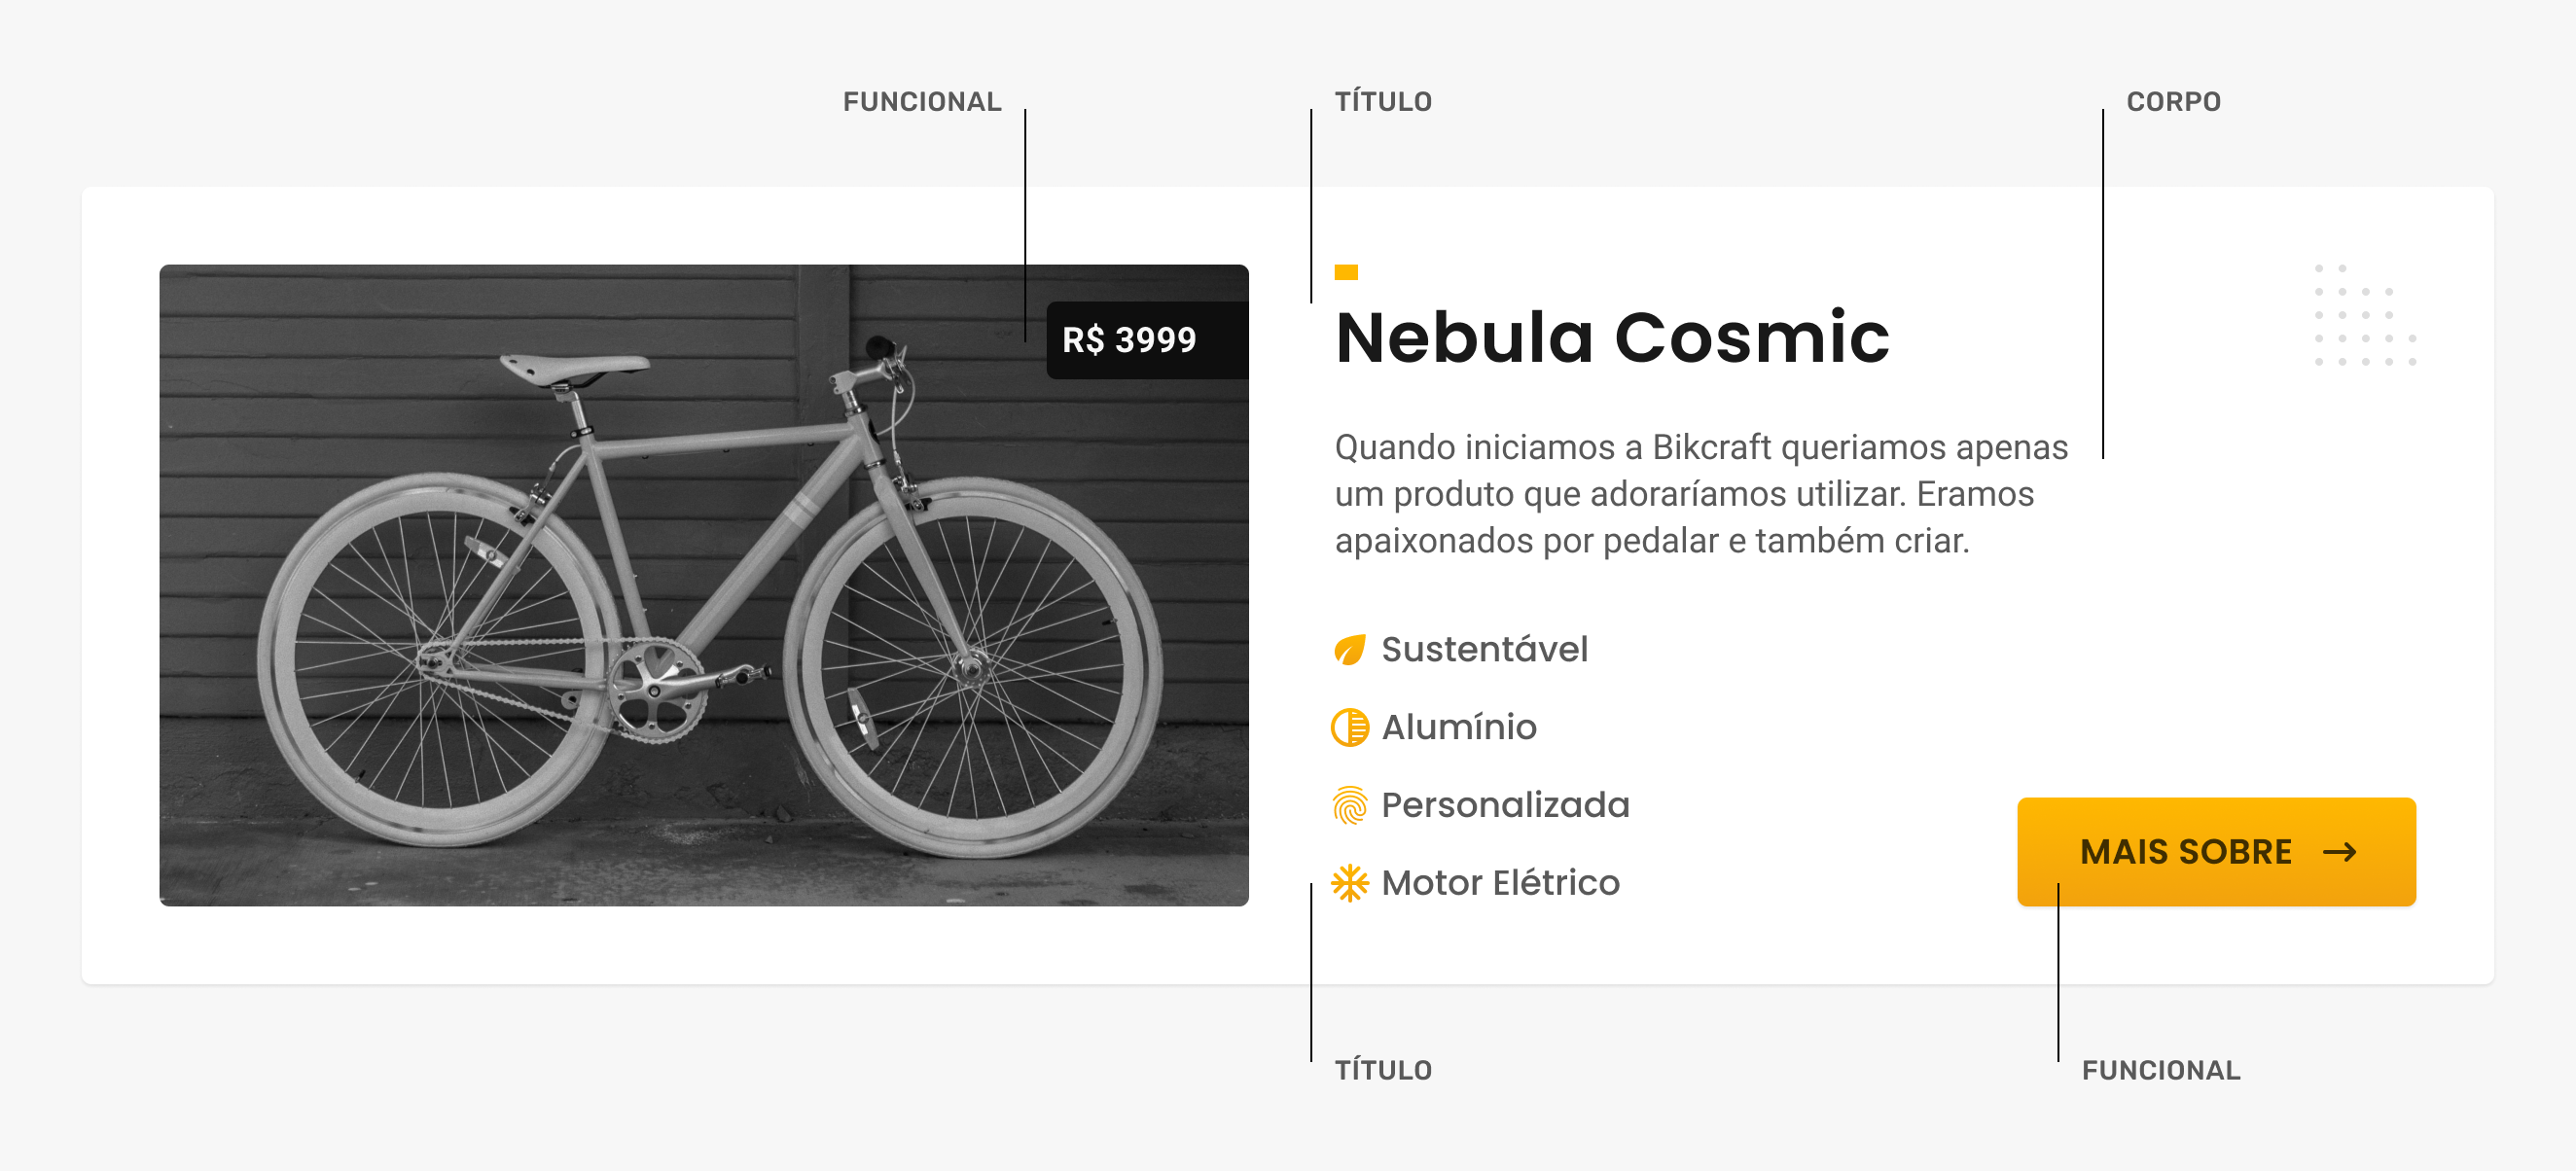 FUNCIONAL
TÍTULO
CORPO
R$ 3999
Nebula Cosmic
Quando iniciamos a Bikcraft queriamos apenas
um produto que adoraríamos utilizar. Eramos
apaixonados por pedalar e também criar.
Sustentável
Alumínio
Personalizada
Motor Elétrico
MAIS SOBRE →
TÍTULO
FUNCIONAL